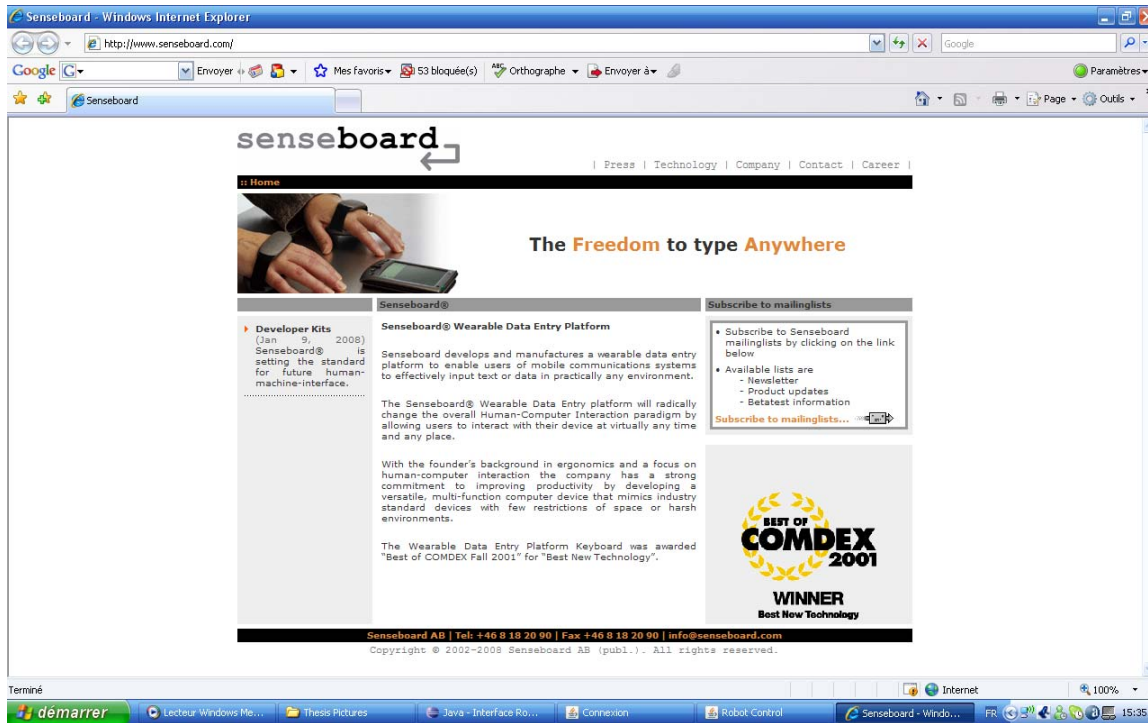 Senseboard - Windows Internet Explorer
http://www.senseboard.com/
Google
Google
Envoyer
Mes favoris
53 bloquée(s)
Orthographe
Envoyer à
Paramètres
Senseboard
Page
Outils
senseboard
| Press | Technology | Company | Contact | Career |
:: Home
The Freedom to type Anywhere
Senseboard®
Subscribe to mailinglists
Developer Kits
(Jan 9, 2008)
Senseboard® is
setting the standard
for future human-
machine-interface.
Senseboard® Wearable Data Entry Platform
Senseboard develops and manufactures a wearable data entry
platform to enable users of mobile communications systems
to effectively input text or data in practically any environment.
The Senseboard® Wearable Data Entry platform will radically
change the overall Human-Computer Interaction paradigm by
allowing users to interact with their device at virtually any time
and any place.
With the founder's background in ergonomics and a focus on
human-computer interaction the company has a strong
commitment to improving productivity by developing a
versatile, multi-function computer device that mimics industry
standard devices with few restrictions of space or harsh
environments.
The Wearable Data Entry Platform Keyboard was awarded
"Best of COMDEX Fall 2001" for "Best New Technology".
• Subscribe to Senseboard
mailinglists by clicking on the link
below
• Available lists are
- Newsletter
- Product updates
- Betatest information
Subscribe to mailinglists...
BEST OF
COMDEX
2001
WINNER
Best New Technology
Senseboard AB | Tel: +46 8 18 20 90 | Fax +46 8 18 20 90 | info@senseboard.com
Copyright © 2002-2008 Senseboard AB (publ.). All rights reserved.
Terminé
Internet
100%
démarrer
Lecteur Windows Me...
Thesis Pictures
Java - Interface Ro...
Connexion
Robot Control
Senseboard - Windo...
FR
15:35